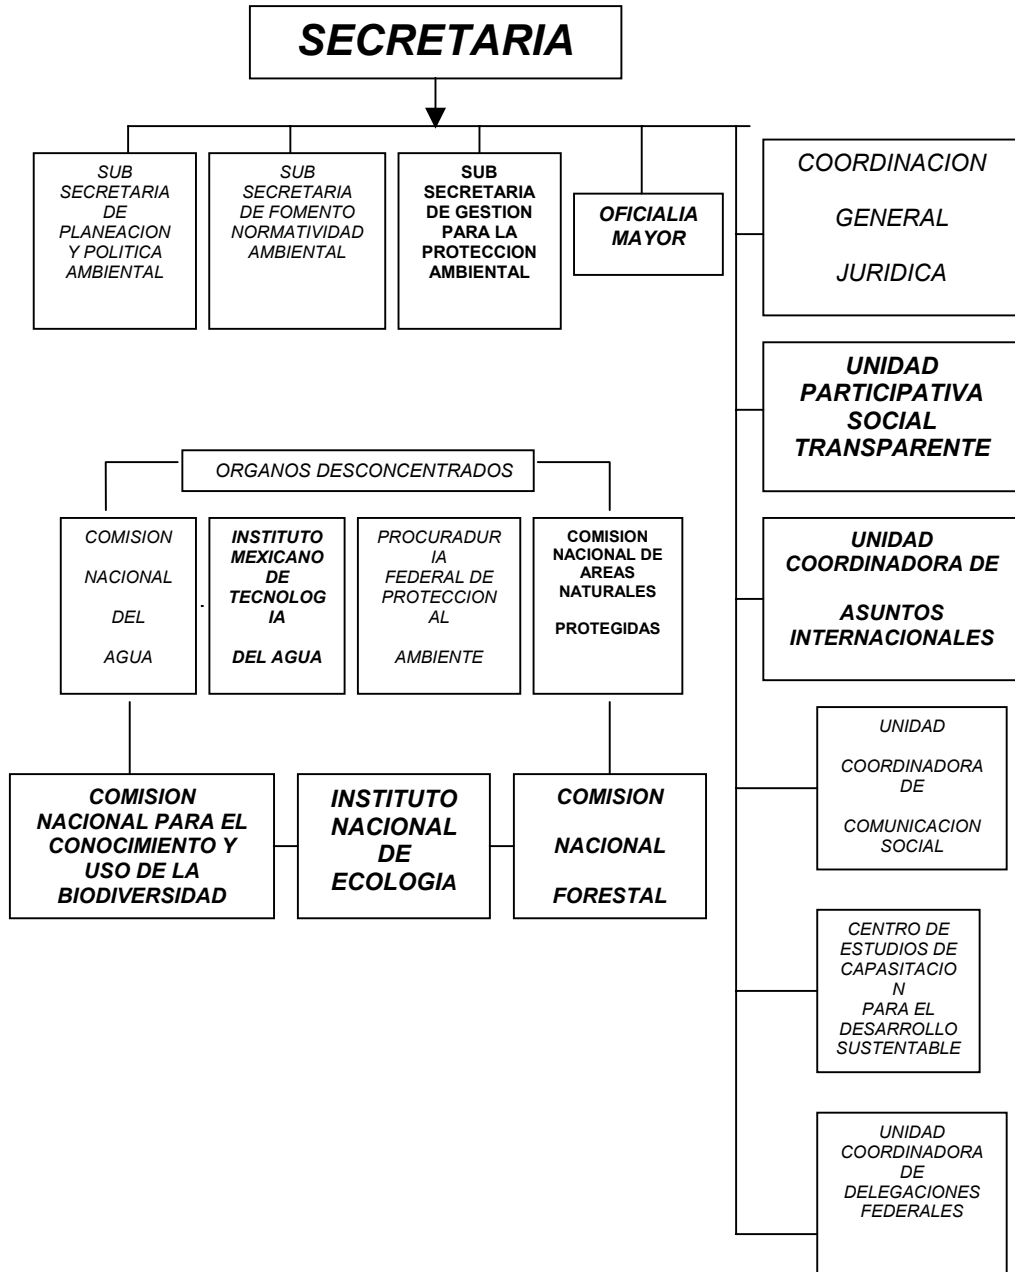 SECRETARIA
SUB
SECRETARIA
DE
PLANEACION
Y POLITICA
AMBIENTAL
SUB
SECRETARIA
DE FOMENTO
NORMATIVIDAD
AMBIENTAL
SUB
SECRETARIA
DE GESTION
PARA LA
PROTECCION
AMBIENTAL
OFICIALIA
MAYOR
COORDINACION
GENERAL
JURIDICA
UNIDAD
PARTICIPATIVA
SOCIAL
TRANSPARENTE
UNIDAD
COORDINADORA DE
ASUNTOS
INTERNACIONALES
UNIDAD
COORDINADORA
DE
COMUNICACION
SOCIAL
CENTRO DE
ESTUDIOS DE
CAPASITACIO
N
PARA EL
DESARROLLO
SUSTENTABLE
UNIDAD
COORDINADORA
DE
DELEGACIONES
FEDERALES
ORGANOS DESCONCENTRADOS
COMISION
NACIONAL
DEL
AGUA
INSTITUTO
MEXICANO
DE
TECNOLOG
IA
DEL AGUA
PROCURADUR
IA
FEDERAL DE
PROTECCION
AL
AMBIENTE
COMISION
NACIONAL DE
AREAS
NATURALES
PROTEGIDAS
COMISION
NACIONAL PARA EL
CONOCIMIENTO Y
USO DE LA
BIODIVERSIDAD
INSTITUTO
NACIONAL
DE
ECOLOGIA
COMISION
NACIONAL
FORESTAL